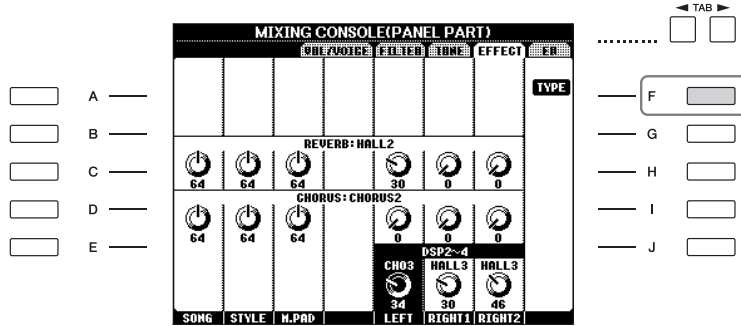 ◄ TAB ►
MIXING CONSOLE(PANEL PART)
VOL/VOICE FILTER TUNE EFFECT EQ
TYPE
A
F
B
G
REVERB:HALL2
C
H
64 64 64 30 0 0
CHORUS:CHORUS2
D
I
64 64 64 0 0 0
E
J
DSP2~4
CHO3 HALL3 HALL3
34 30 46
SONG STYLE M.PAD LEFT RIGHT1 RIGHT2